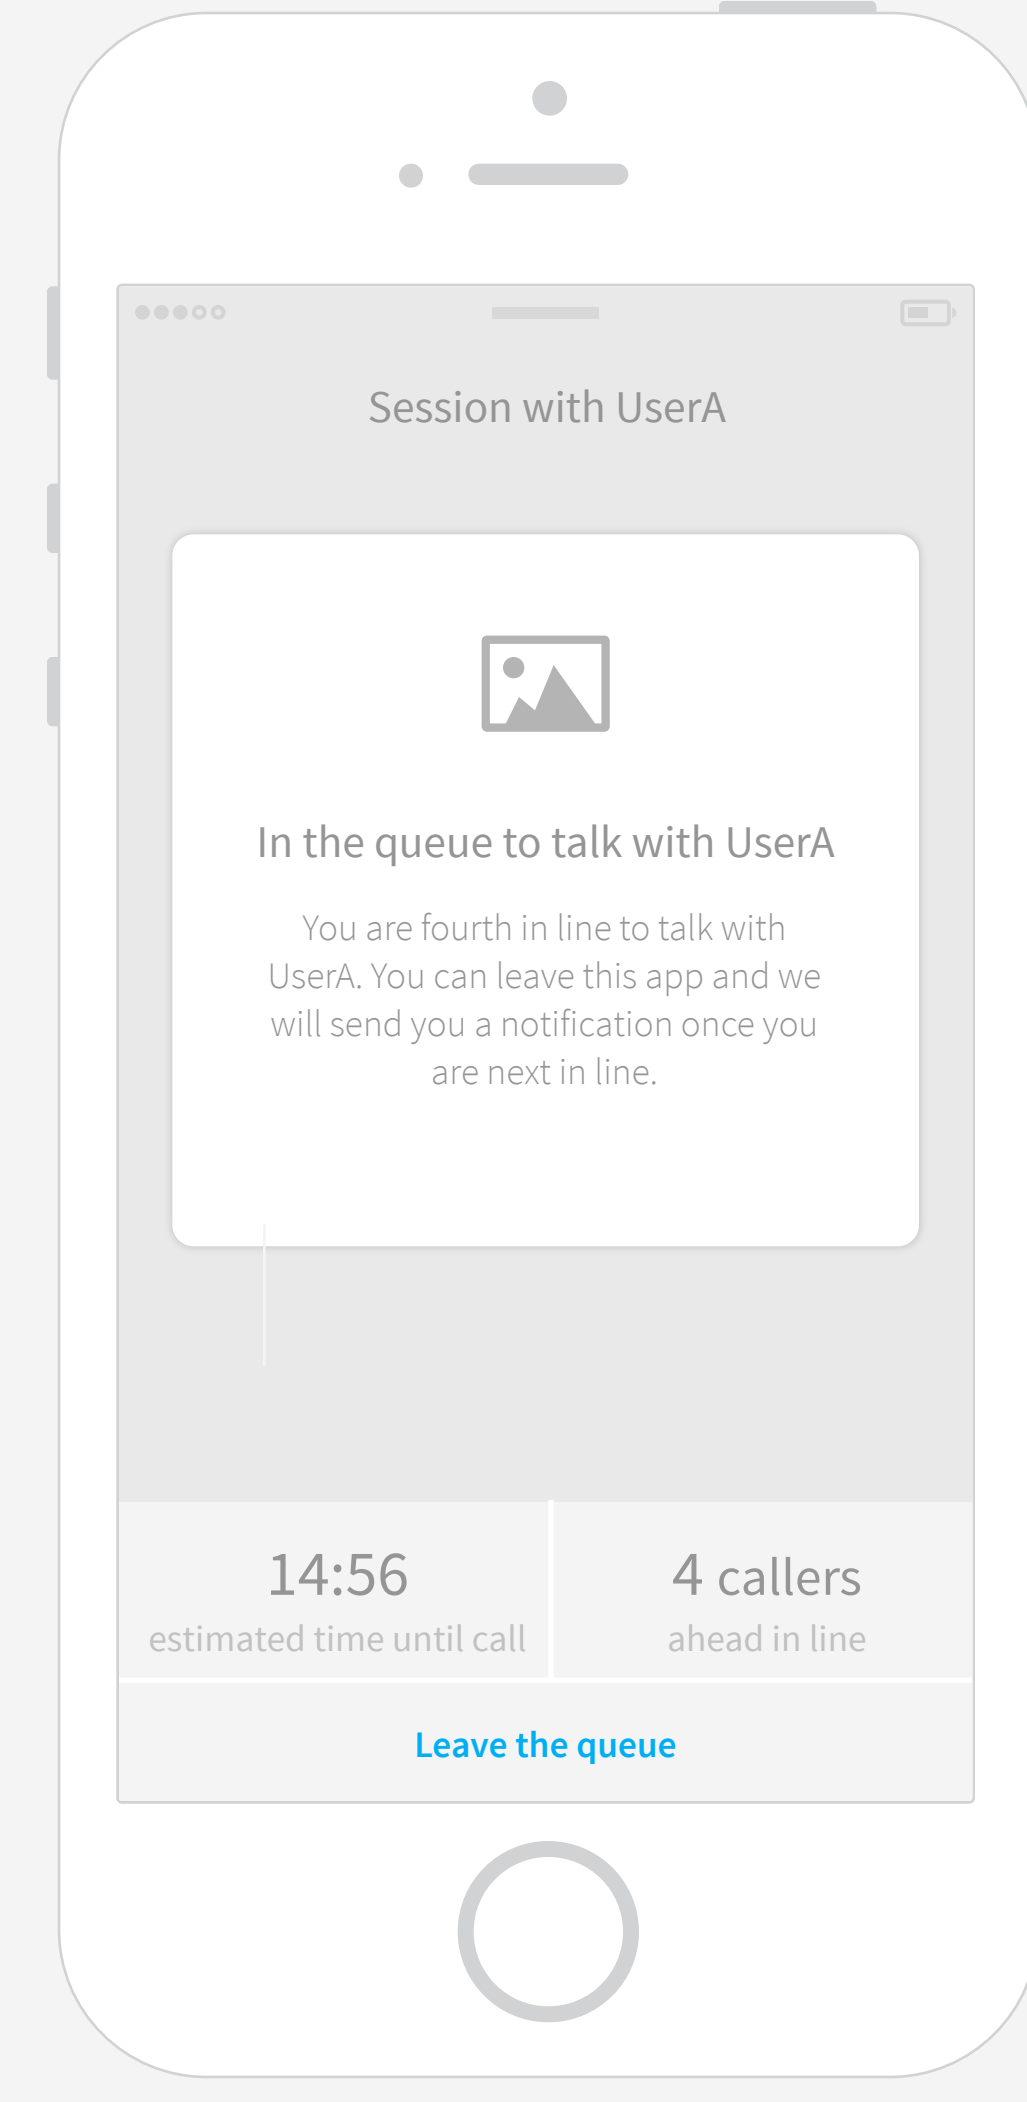 Session with UserA
In the queue to talk with UserA
You are fourth in line to talk with
UserA. You can leave this app and we
will send you a notification once you
are next in line.
14:56
estimated time until call
4 callers
ahead in line
Leave the queue